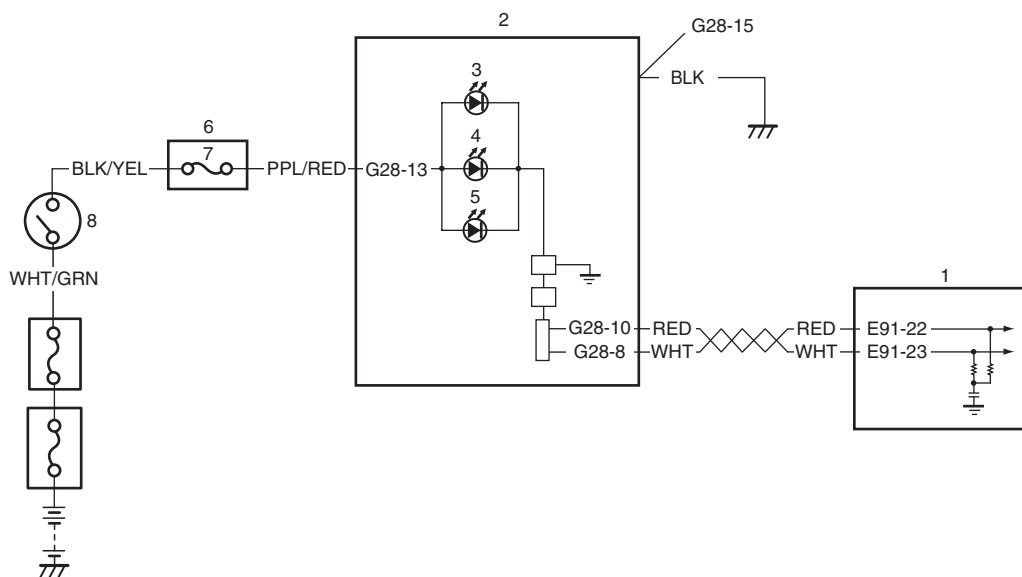 2
G28-15
3
BLK
4
6
7
BLK/YEL
PPL/RED
G28-13
5
8
WHT/GRN
1
G28-10
RED
RED
E91-22
G28-8
WHT
WHT
E91-23